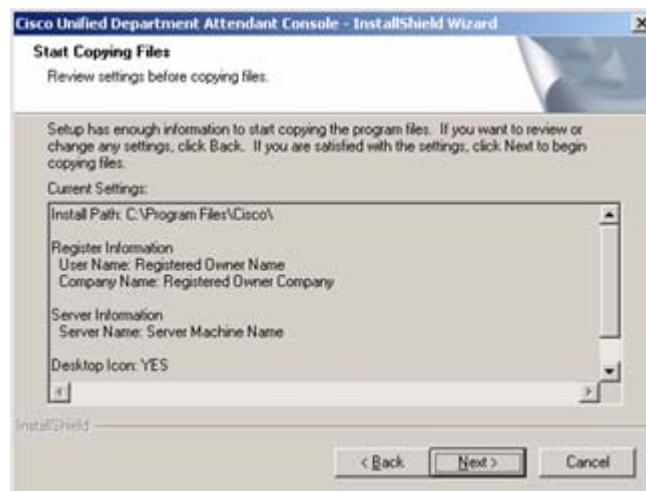 Cisco Unified Department Attendant Console - InstallShield Wizard
Start Copying Files
Review settings before copying files.
Setup has enough information to start copying the program files. If you want to review or
change any settings, click Back. If you are satisfied with the settings, click Next to begin
copying files.
Current Settings:
Install Path: C:\Program Files\Cisco\
Register Information
User Name: Registered Owner Name
Company Name: Registered Owner Company
Server Information
Server Name: Server Machine Name
Desktop Icon: YES
InstallShield
< Back
Next >
Cancel